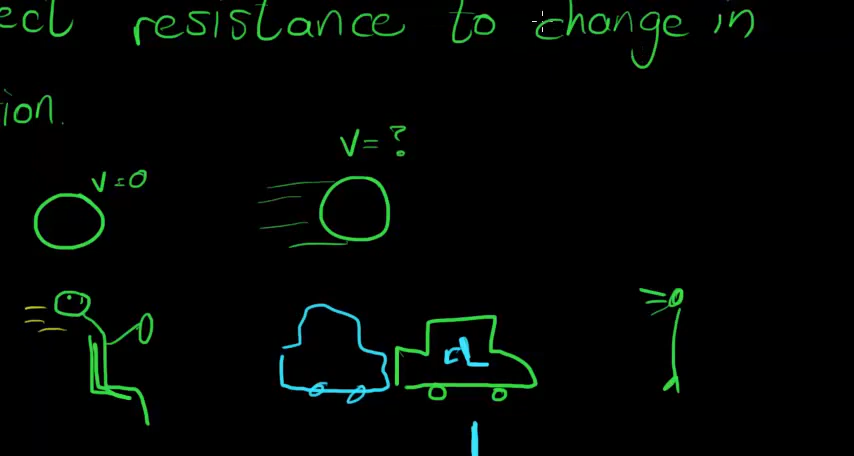 ect resistance to change in
ion.
V = ?
V = 0